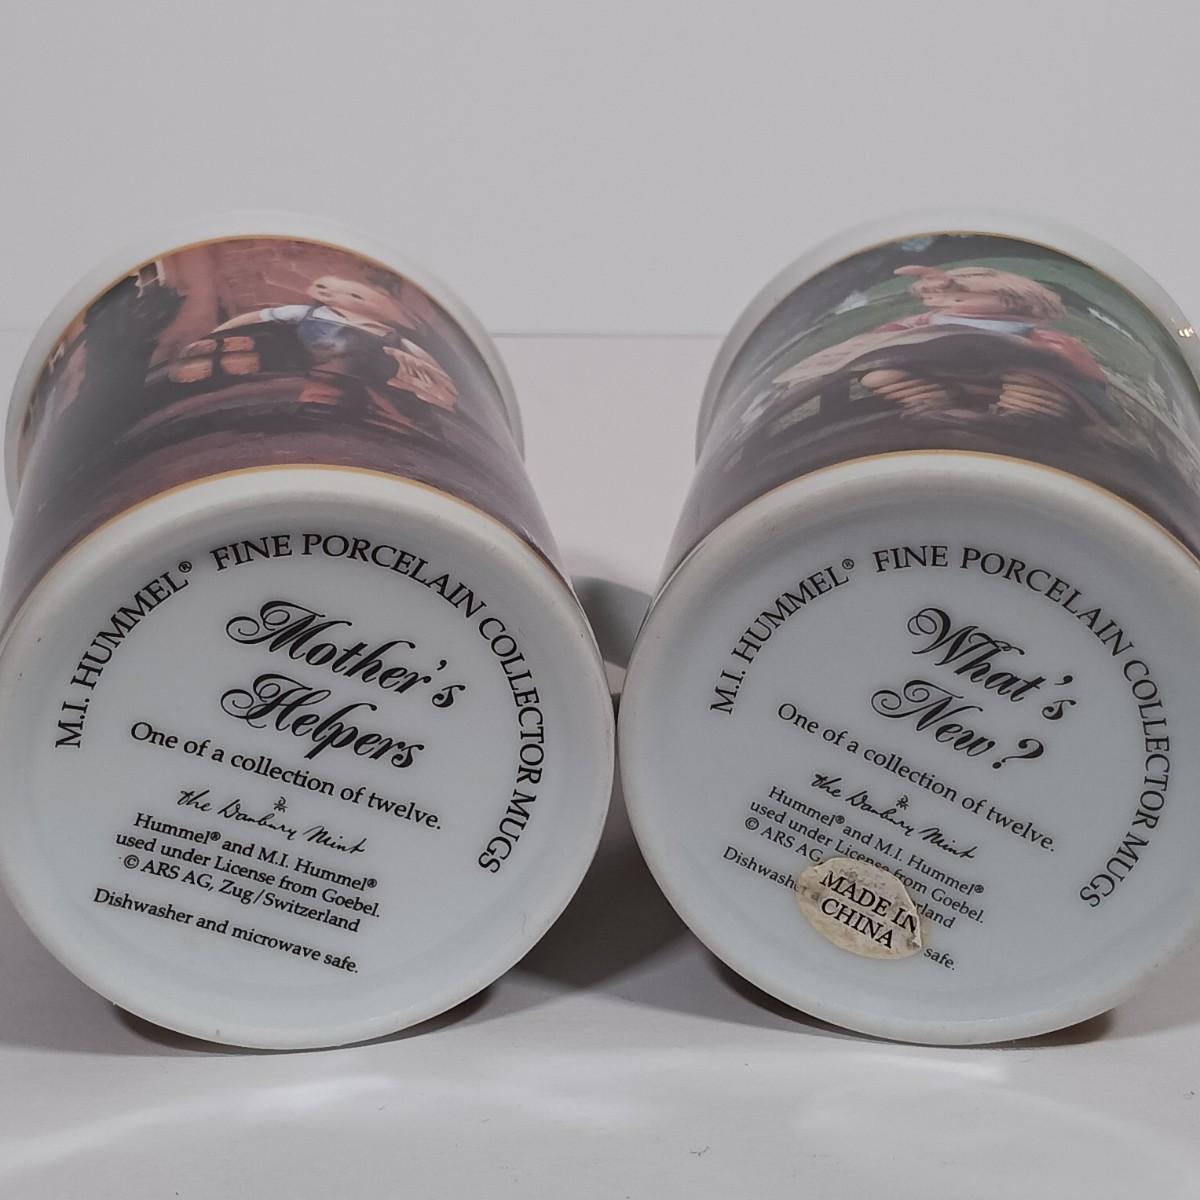 M.I. HUMMEL® FINE PORCELAIN COLLECTOR MUGS
Mother's
Helpers
One of a collection of twelve.
the Danbury Mint
Hummel® and M.I. Hummel®
used under License from Goebel.
© ARS AG, Zug/Switzerland
Dishwasher and microwave safe.
M.I. HUMMEL® FINE PORCELAIN COLLECTOR MUGS
What's
New?
One of a collection of twelve.
the Danbury Mint
Hummel® and M.I. Hummel®
used under License from Goebel.
© ARS AG, rland
Dishwasher safe.
MADE IN
CHINA